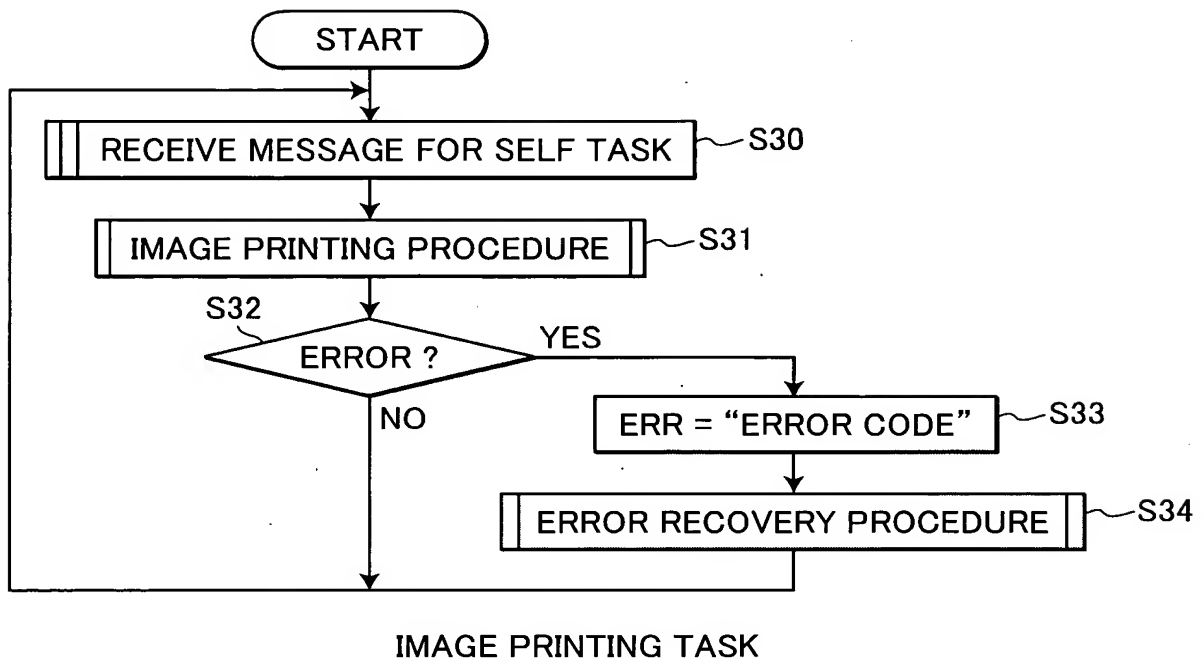 START
RECEIVE MESSAGE FOR SELF TASK
S30
IMAGE PRINTING PROCEDURE
S31
S32
ERROR ?
YES
NO
ERR = “ERROR CODE”
S33
ERROR RECOVERY PROCEDURE
S34
IMAGE PRINTING TASK